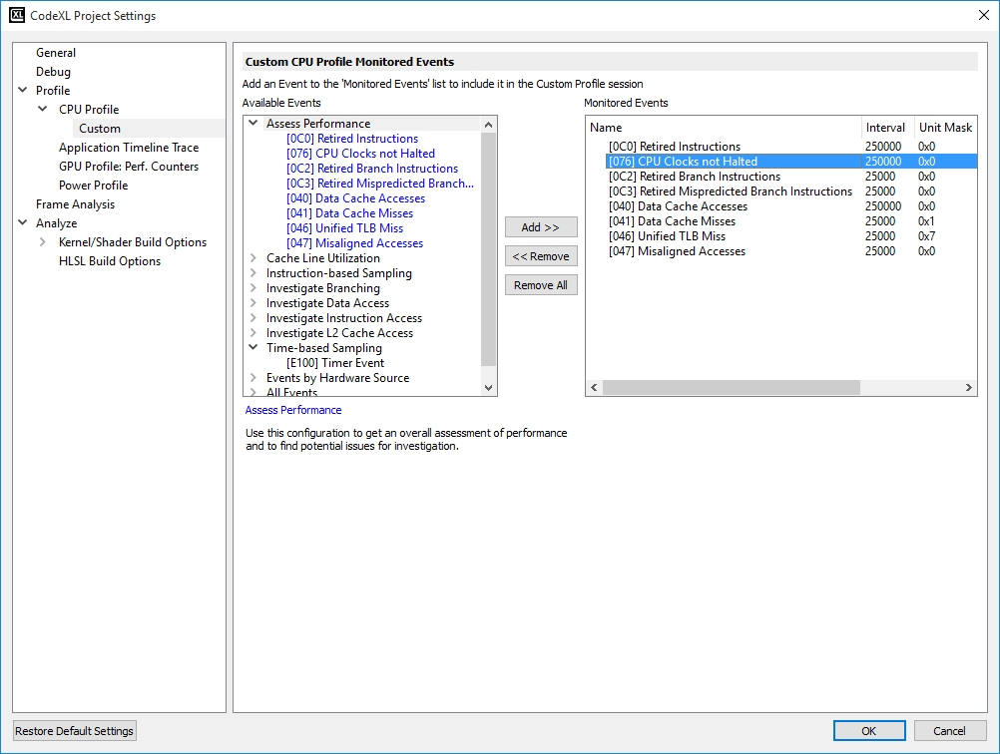 XL CodeXL Project Settings
General
Debug
Profile
CPU Profile
Custom
Application Timeline Trace
GPU Profile: Perf. Counters
Power Profile
Frame Analysis
Analyze
Kernel/Shader Build Options
HLSL Build Options
Custom CPU Profile Monitored Events
Add an Event to the 'Monitored Events' list to include it in the Custom Profile session
Available Events
Assess Performance
[0C0] Retired Instructions
[076] CPU Clocks not Halted
[0C2] Retired Branch Instructions
[0C3] Retired Mispredicted Branch...
[040] Data Cache Accesses
[041] Data Cache Misses
[046] Unified TLB Miss
[047] Misaligned Accesses
Cache Line Utilization
Instruction-based Sampling
Investigate Branching
Investigate Data Access
Investigate Instruction Access
Investigate L2 Cache Access
Time-based Sampling
[E100] Timer Event
Events by Hardware Source
All Events
Add >>
<< Remove
Remove All
Monitored Events
Name Interval Unit Mask
[0C0] Retired Instructions 250000 0x0
[076] CPU Clocks not Halted 250000 0x0
[0C2] Retired Branch Instructions 25000 0x0
[0C3] Retired Mispredicted Branch Instructions 25000 0x0
[040] Data Cache Accesses 250000 0x0
[041] Data Cache Misses 25000 0x1
[046] Unified TLB Miss 25000 0x7
[047] Misaligned Accesses 25000 0x0
Assess Performance
Use this configuration to get an overall assessment of performance
and to find potential issues for investigation.
Restore Default Settings
OK
Cancel